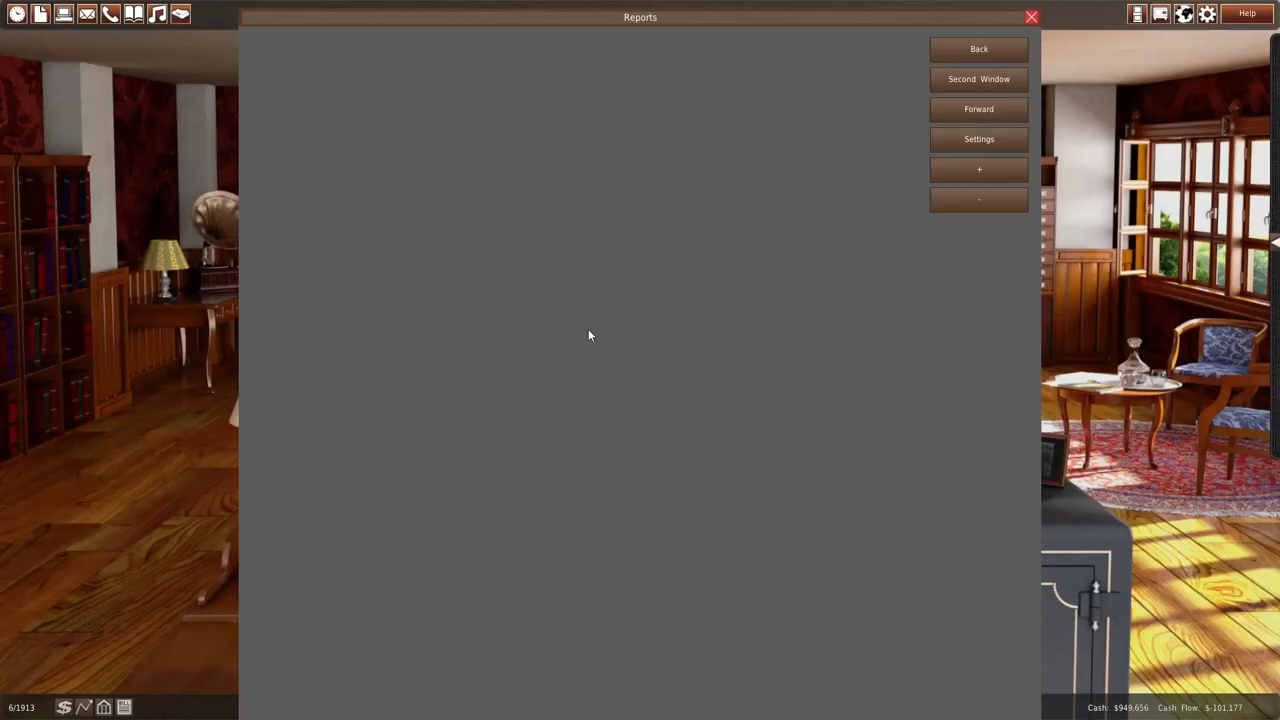 Reports
Help
Back
Second Window
Forward
Settings
+
-
6/1913
Cash: $949,656 Cash Flow: $-101,177